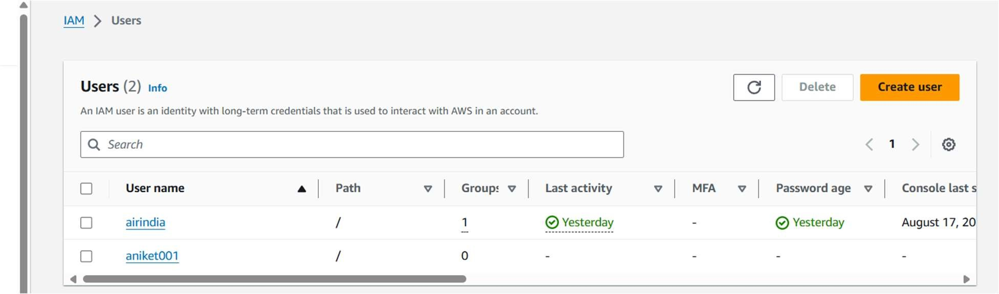 IAM > Users
Users (2) Info
Delete
Create user
An IAM user is an identity with long-term credentials that is used to interact with AWS in an account.
Search
1
User name Path Groups Last activity MFA Password age Console last s
airindia / 1 Yesterday - Yesterday August 17, 20
aniket001 / 0 - - - -